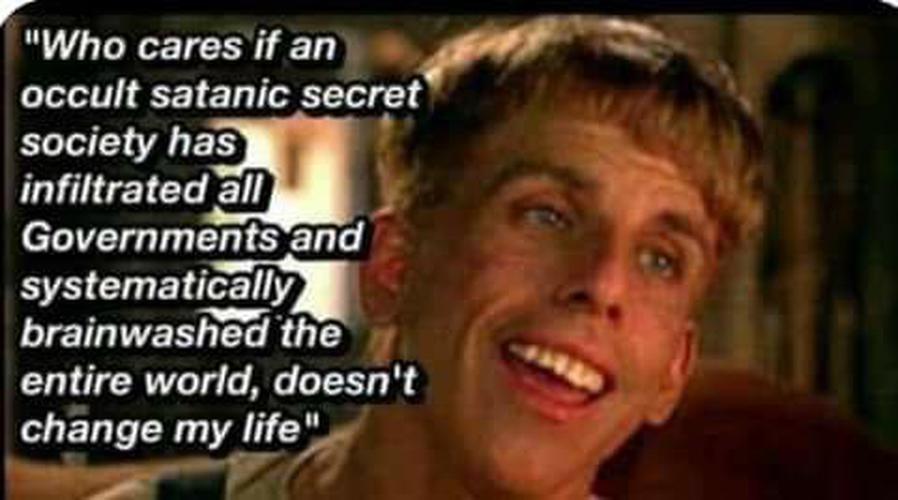 "Who cares if an
occult satanic secret
society has
infiltrated all
Governments and
systematically
brainwashed the
entire world, doesn't
change my life"